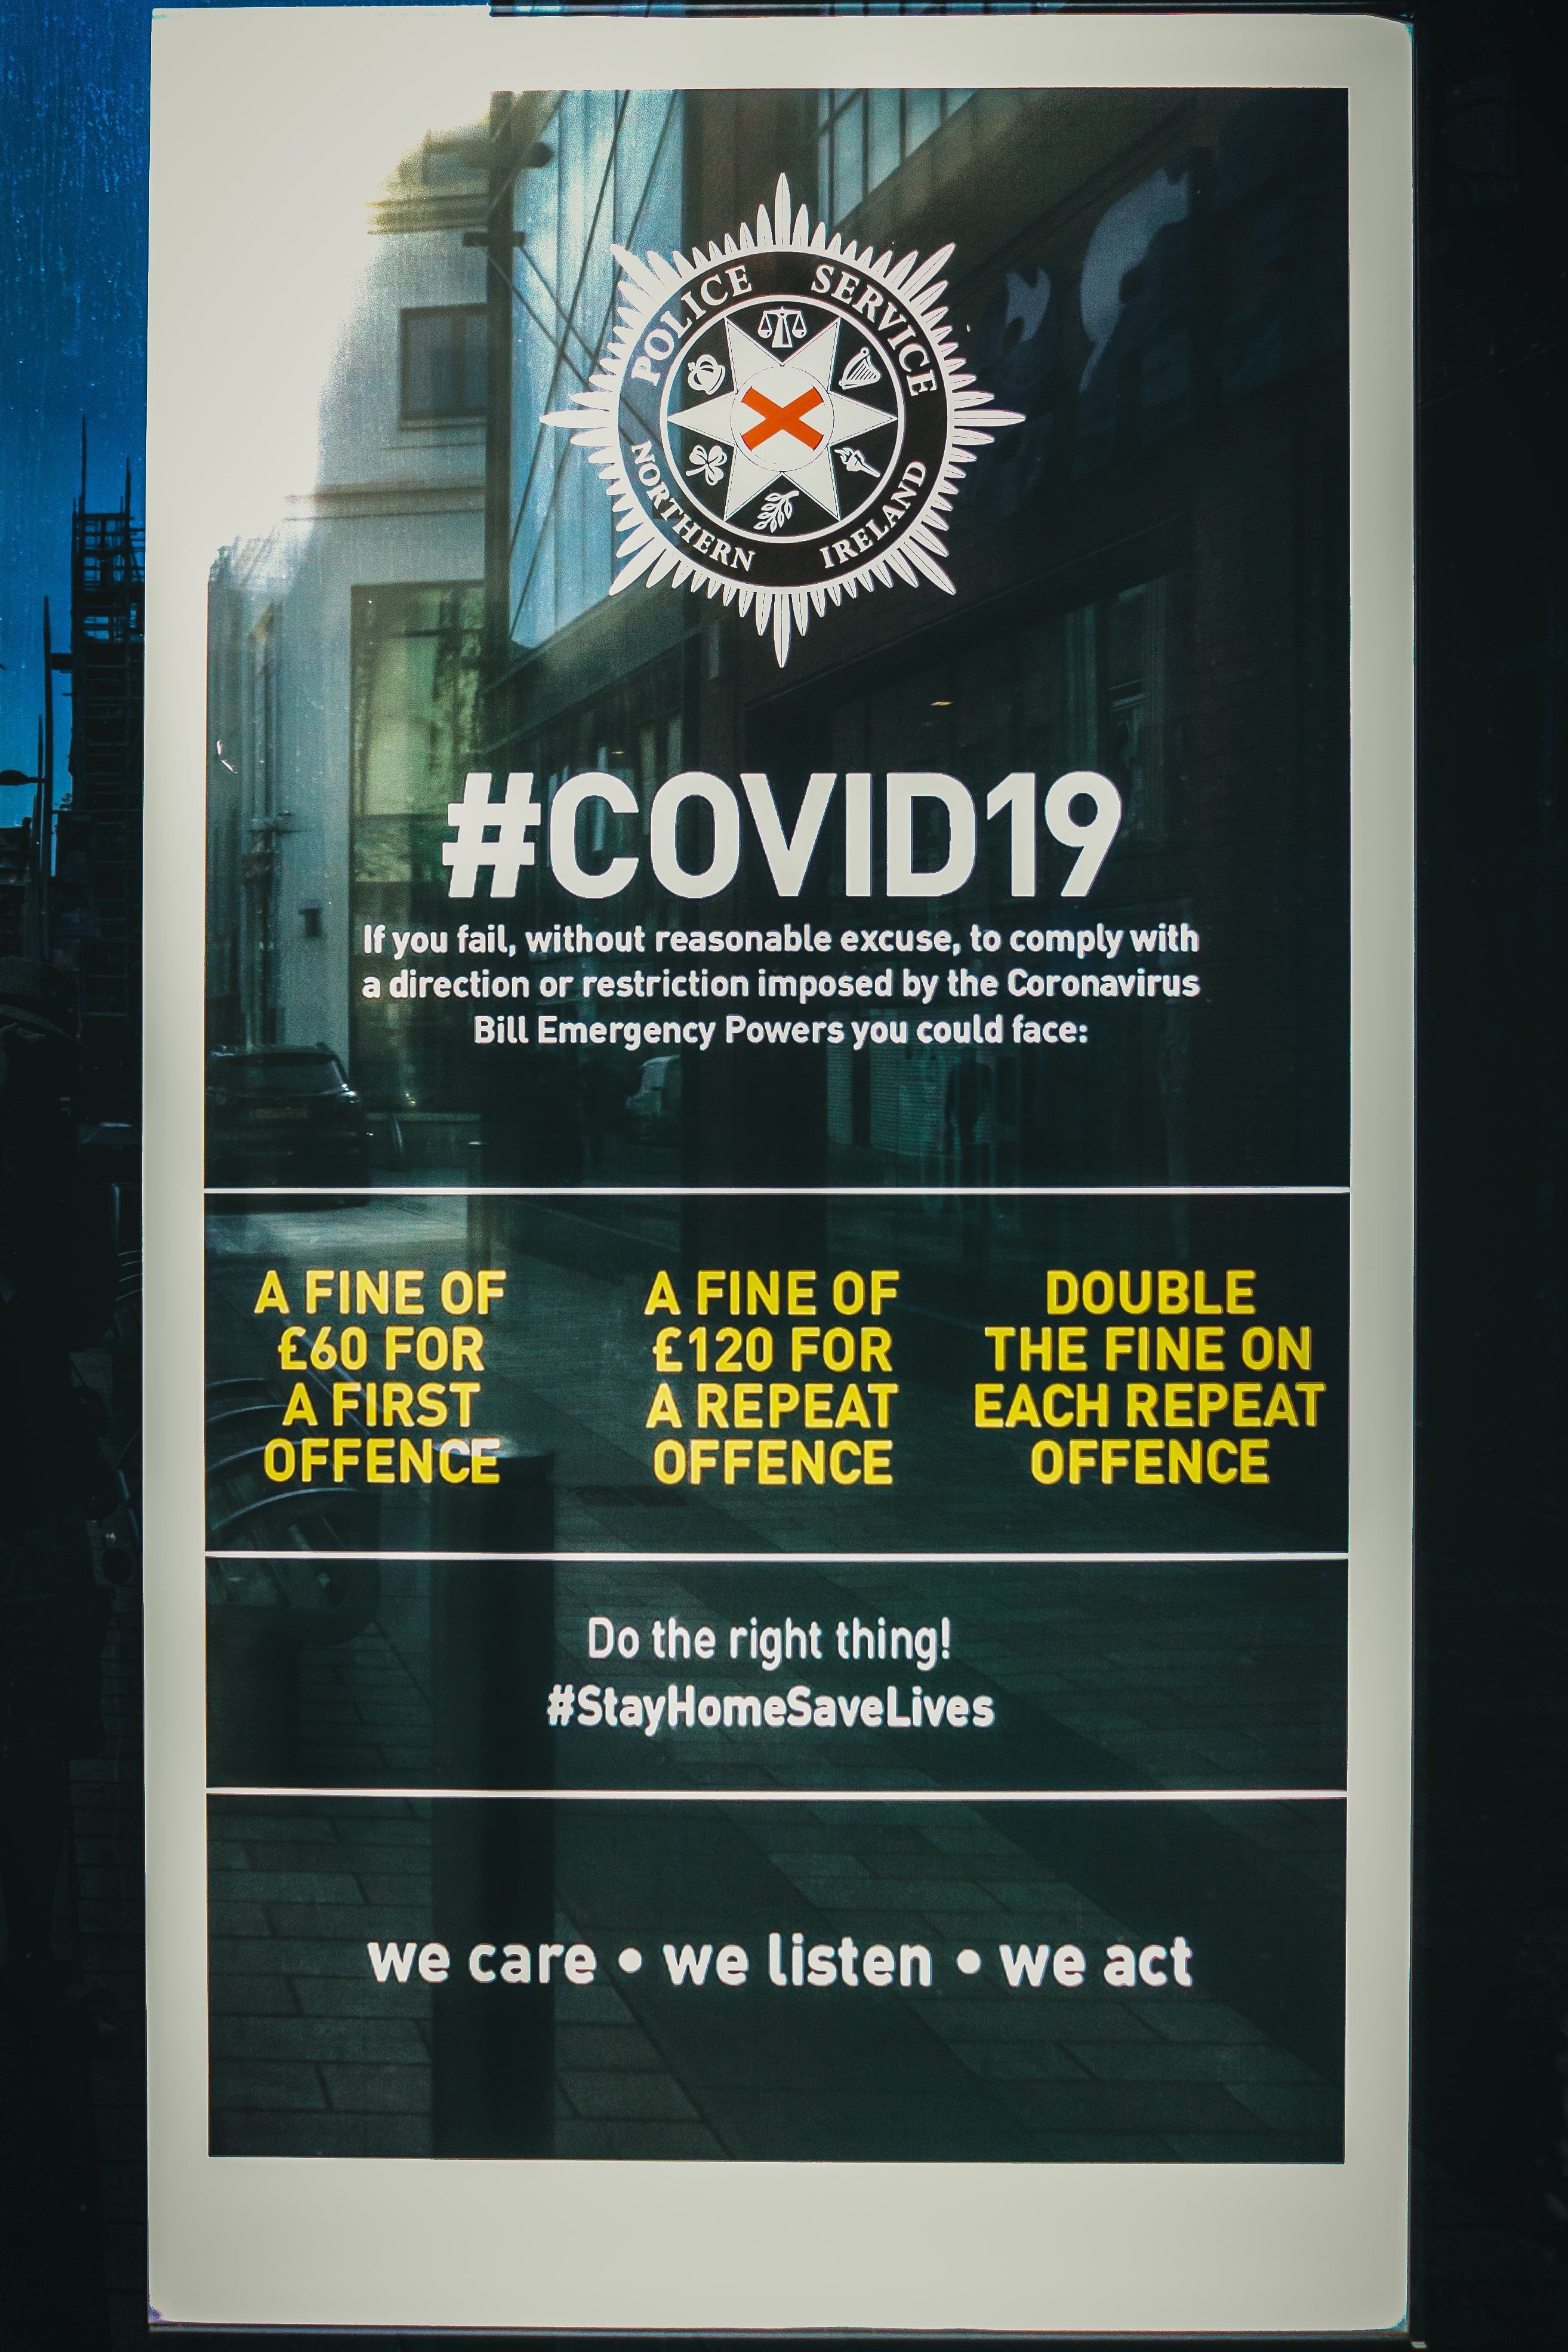 POLICE SERVICE
NORTHERN IRELAND
#COVID19
If you fail, without reasonable excuse, to comply with
a direction or restriction imposed by the Coronavirus
Bill Emergency Powers you could face:
A FINE OF
£60 FOR
A FIRST
OFFENCE
A FINE OF
£120 FOR
A REPEAT
OFFENCE
DOUBLE
THE FINE ON
EACH REPEAT
OFFENCE
Do the right thing!
#StayHomeSaveLives
we care • we listen • we act